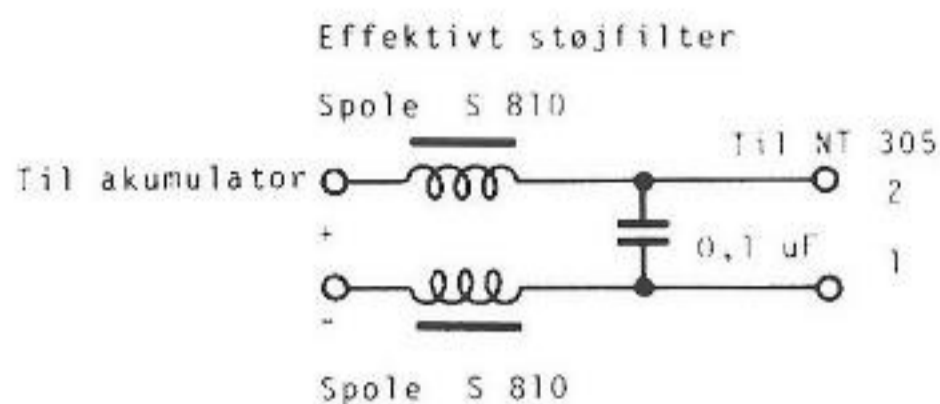 Effektivt støjfilter
Spole S 810
Til NT 305
Til akumulator
2
+
0,1 uF
1
-
Spole S 810